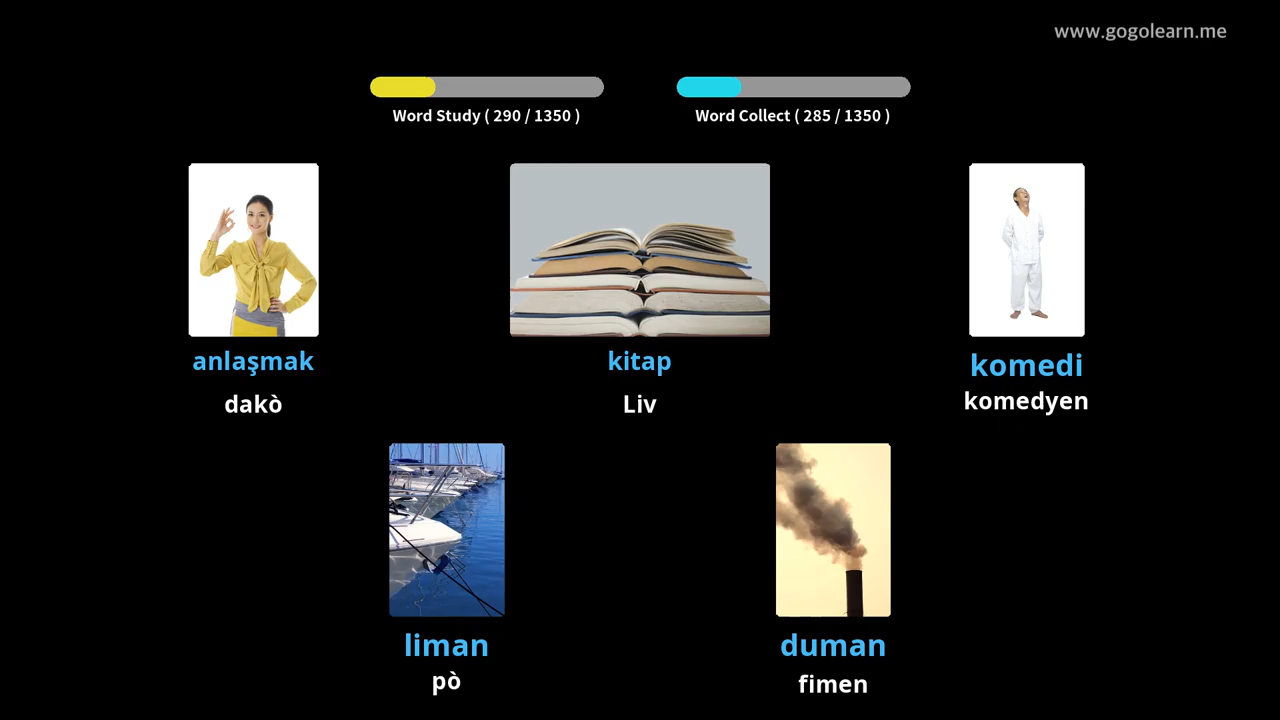 www.gogolearn.me
Word Study ( 290 / 1350 )
Word Collect ( 285 / 1350 )
anlaşmak
dakò
kitap
Liv
komedi
komedyen
liman
pò
duman
fimen